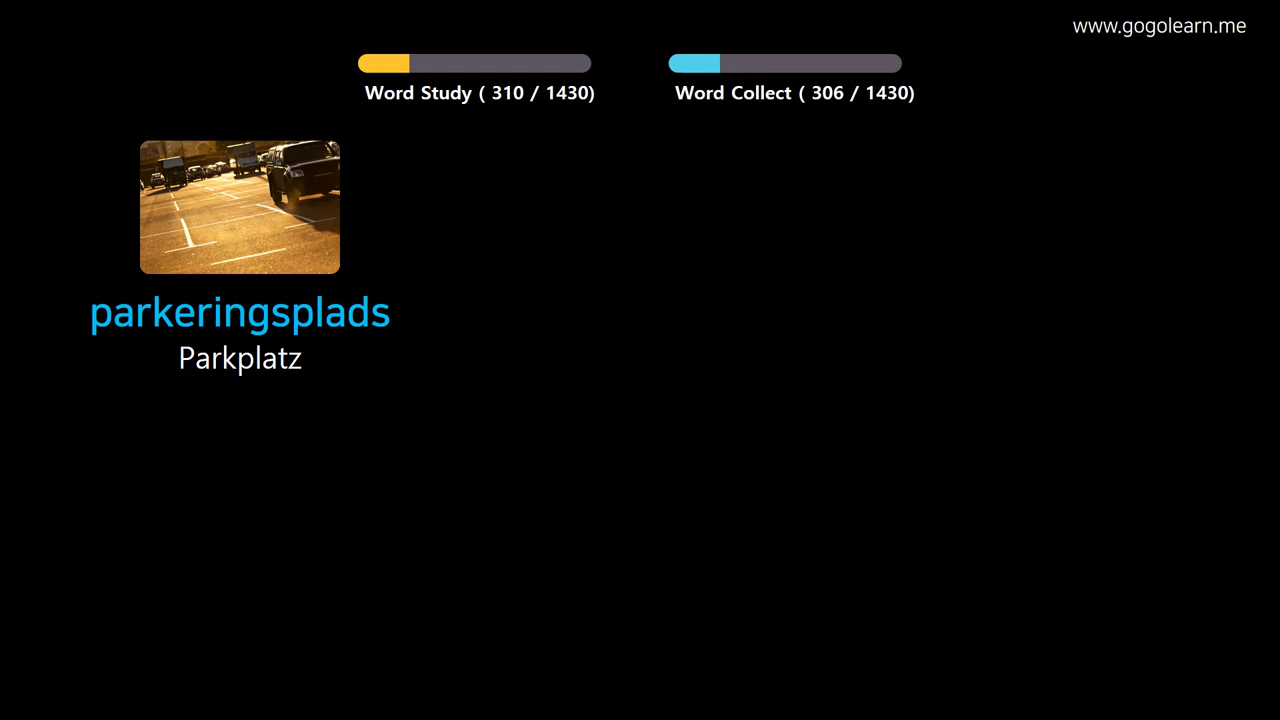 www.gogolearn.me
Word Study ( 310 / 1430)
Word Collect ( 306 / 1430)
parkeringsplads
Parkplatz